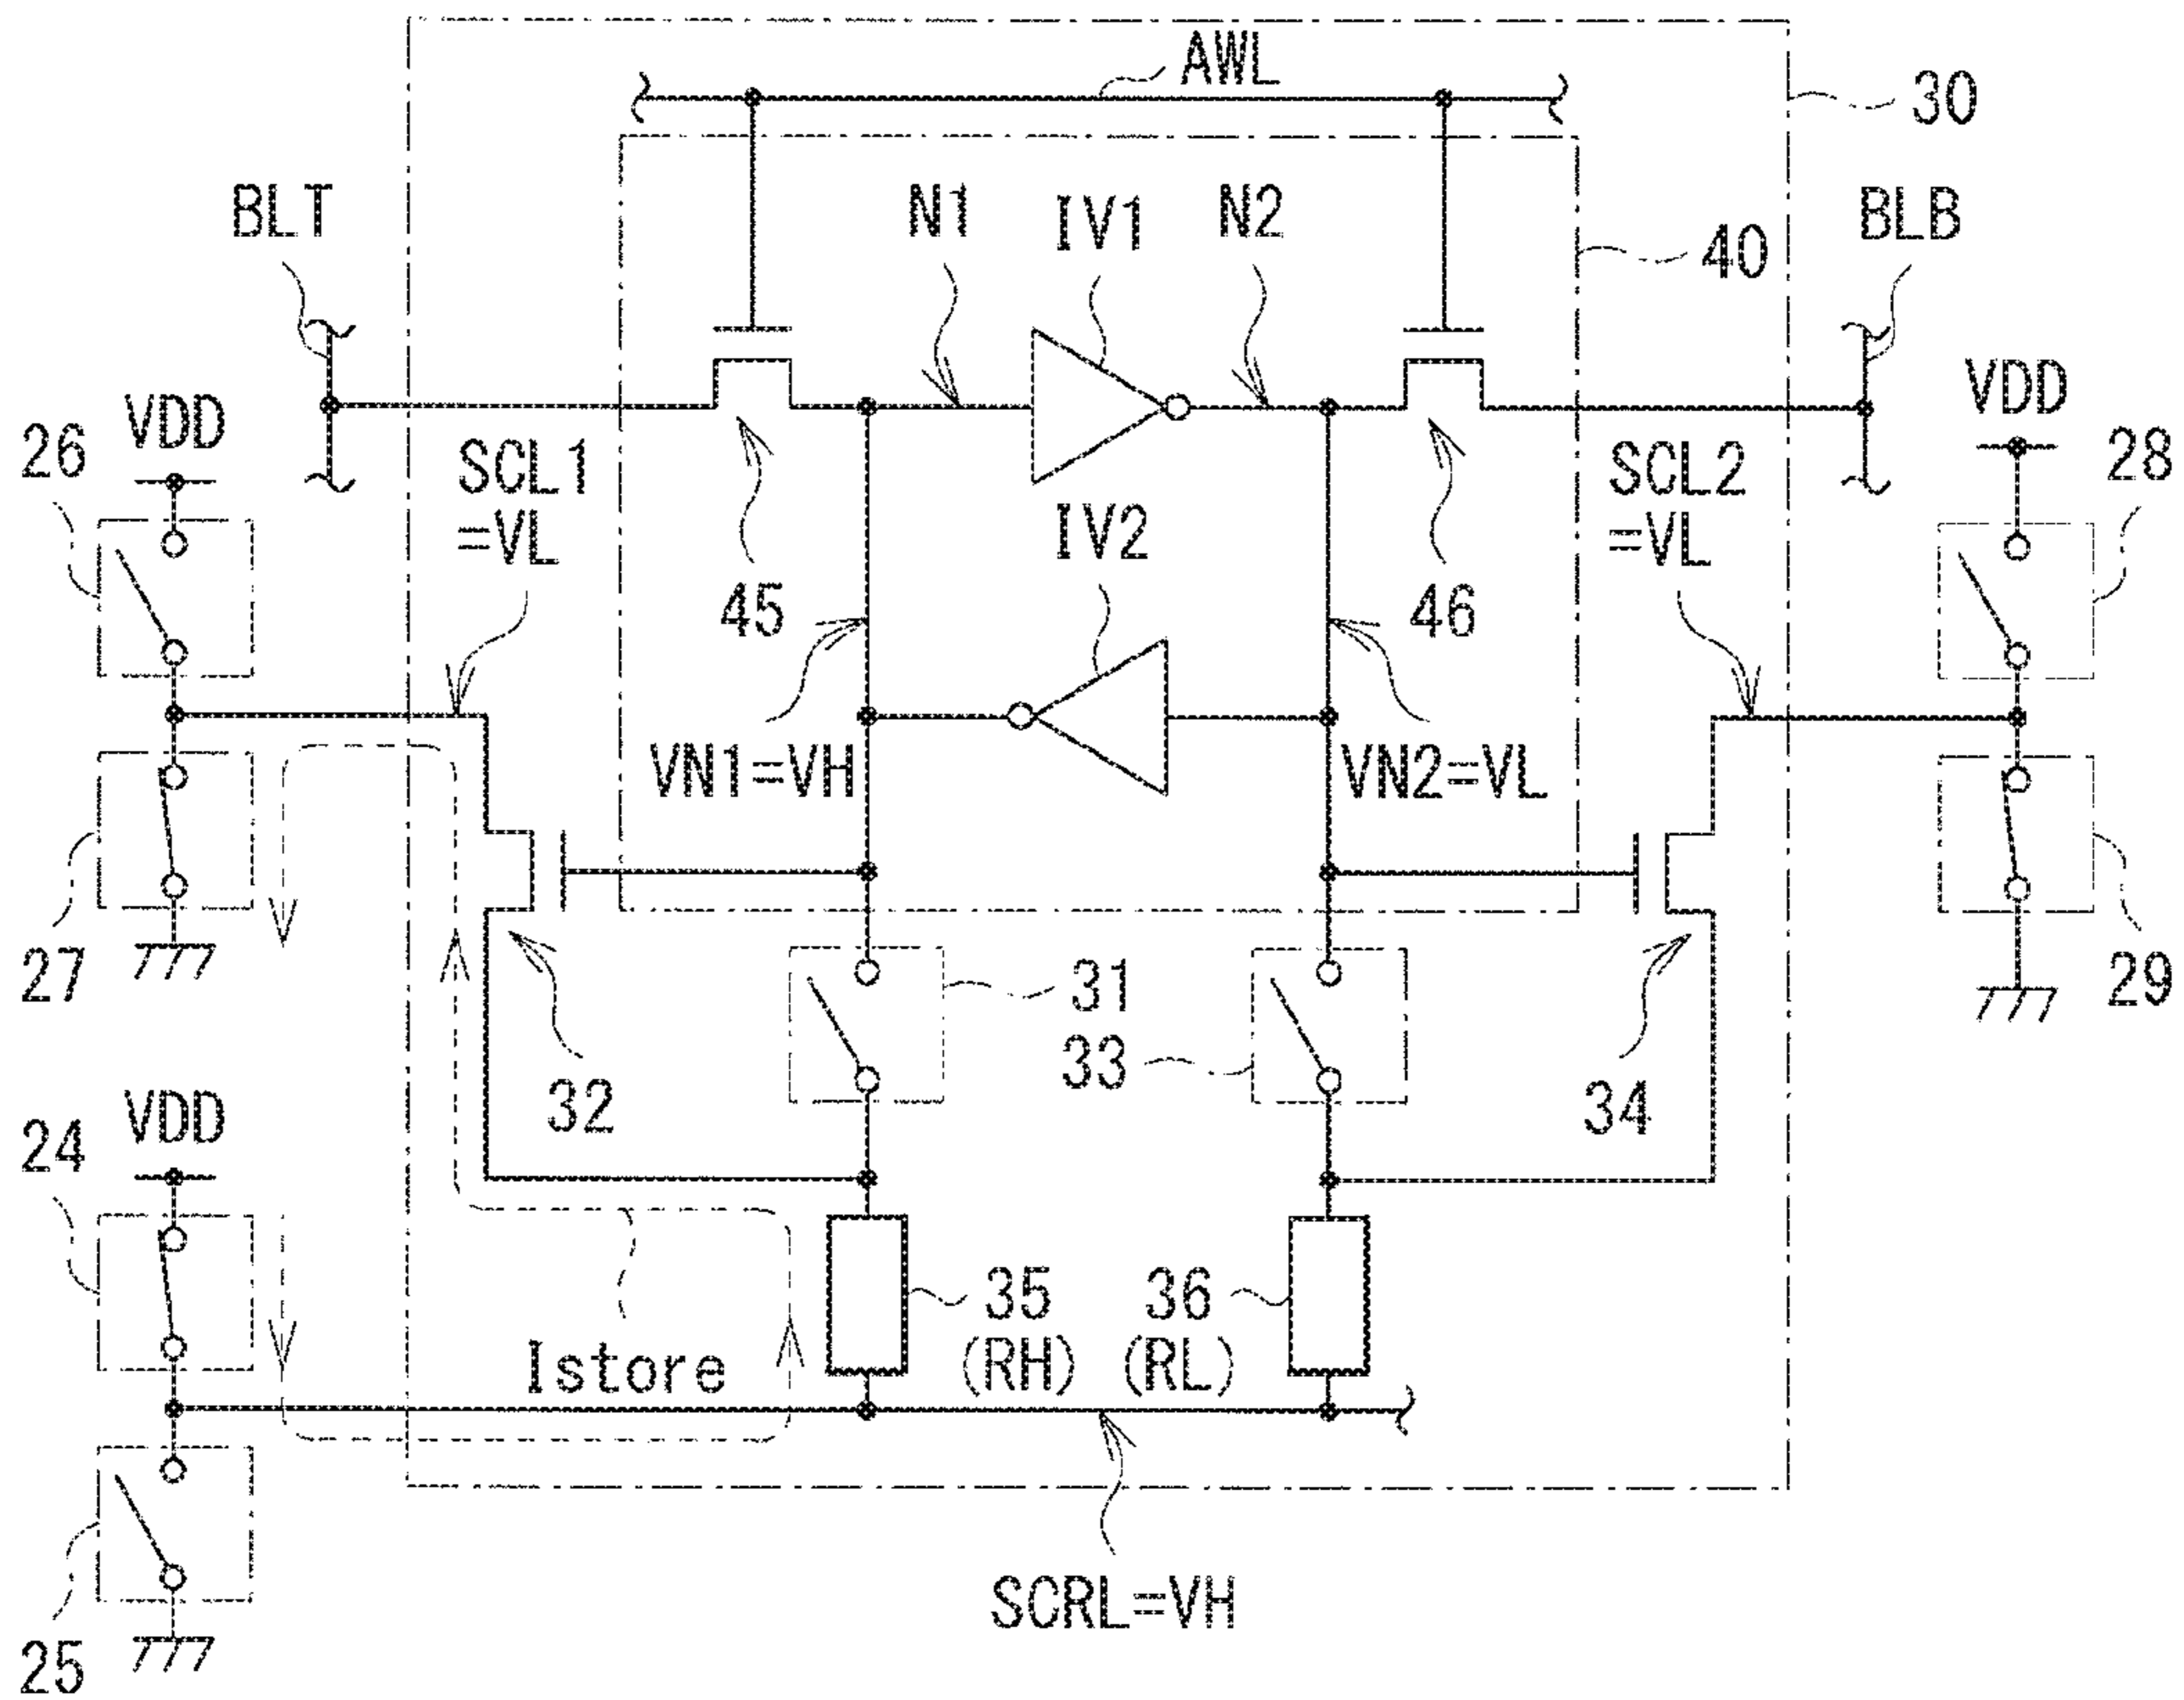 AWL
30
BLT
N1
IV1
N2
BLB
40
VDD
26
SCL1
=VL
IV2
45
46
SCL2
=VL
VDD
28
VN1=VH
VN2=VL
27
31
29
33
32
34
VDD
24
35
(RH)
36
(RL)
Istore
25
SCRL=VH